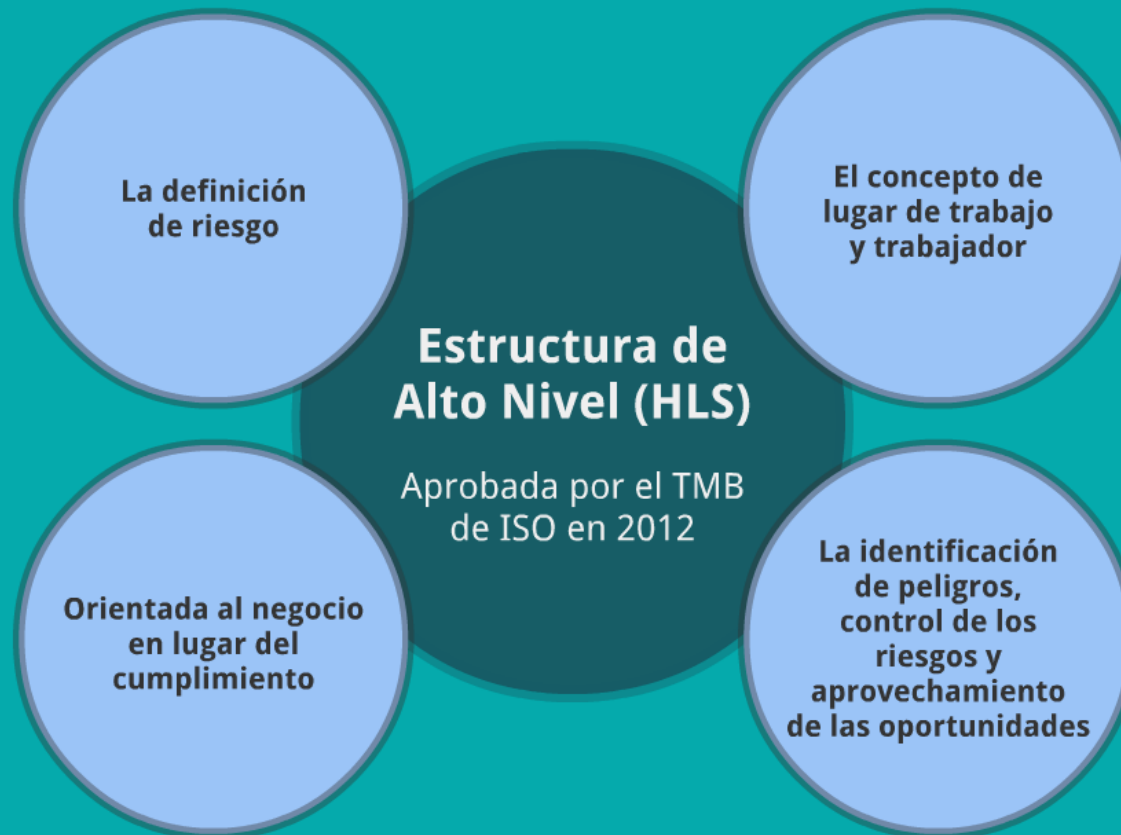 La definición
de riesgo
El concepto de
lugar de trabajo
y trabajador
Estructura de
Alto Nivel (HLS)
Aprobada por el TMB
de ISO en 2012
Orientada al negocio
en lugar del
cumplimiento
La identificación
de peligros,
control de los
riesgos y
aprovechamiento
de las oportunidades